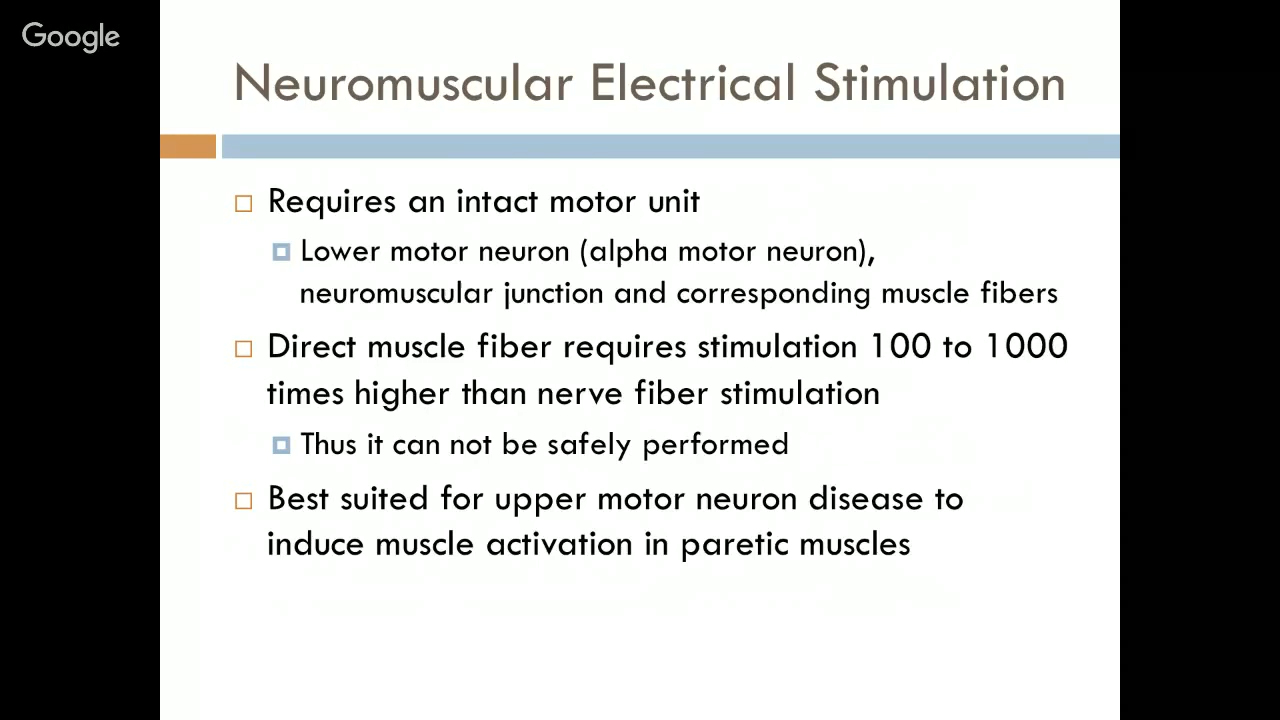 Google
Neuromuscular Electrical Stimulation
Requires an intact motor unit
Lower motor neuron (alpha motor neuron),
neuromuscular junction and corresponding muscle fibers
Direct muscle fiber requires stimulation 100 to 1000
times higher than nerve fiber stimulation
Thus it can not be safely performed
Best suited for upper motor neuron disease to
induce muscle activation in paretic muscles